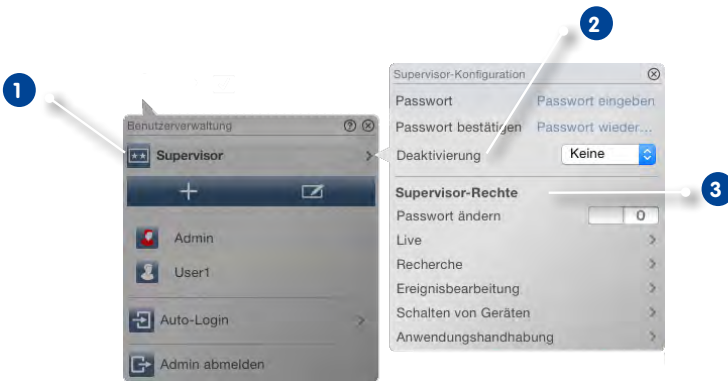 1
2
3
Benutzerverwaltung
Supervisor
Admin
User1
Auto-Login
Admin abmelden
Supervisor-Konfiguration
Passwort Passwort eingeben
Passwort bestätigen Passwort wieder...
Deaktivierung Keine
Supervisor-Rechte
Passwort ändern 0
Live
Recherche
Ereignisbearbeitung
Schalten von Geräten
Anwendungshandhabung